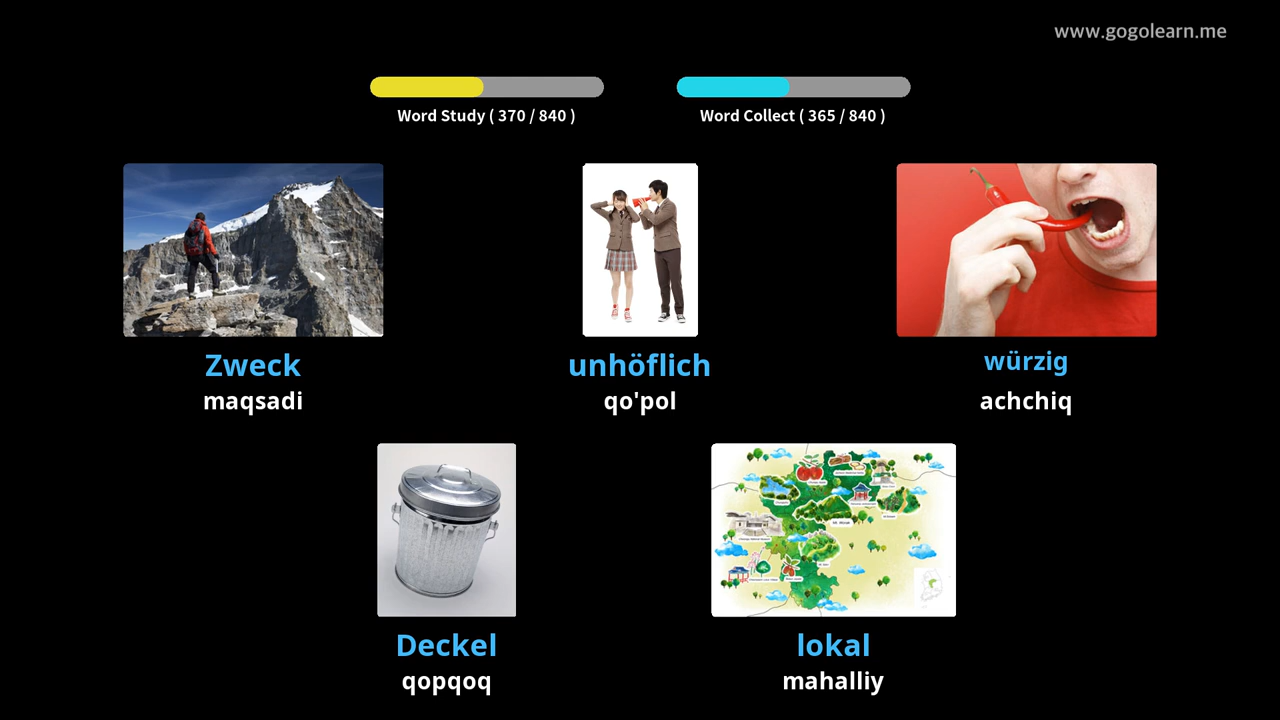 www.gogolearn.me
Word Study ( 370 / 840 )
Word Collect ( 365 / 840 )
Zweck
maqsadi
unhöflich
qo'pol
würzig
achchiq
Deckel
qopqoq
lokal
mahalliy